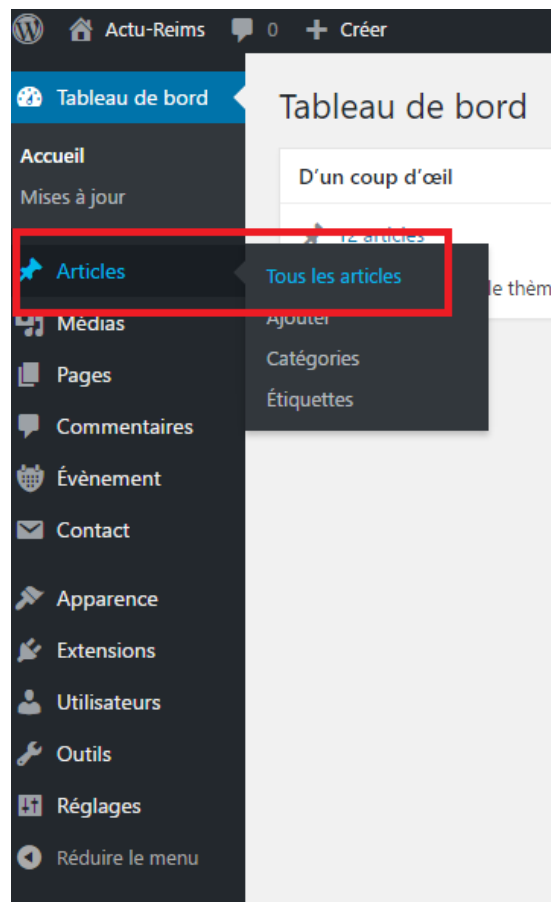 Actu-Reims 0 + Créer
Tableau de bord
Tableau de bord
Accueil
Mises à jour
D'un coup d'œil
12 articles
Articles
Tous les articles
le thèm
Ajouter
Catégories
Étiquettes
Médias
Pages
Commentaires
Évènement
Contact
Apparence
Extensions
Utilisateurs
Outils
Réglages
Réduire le menu